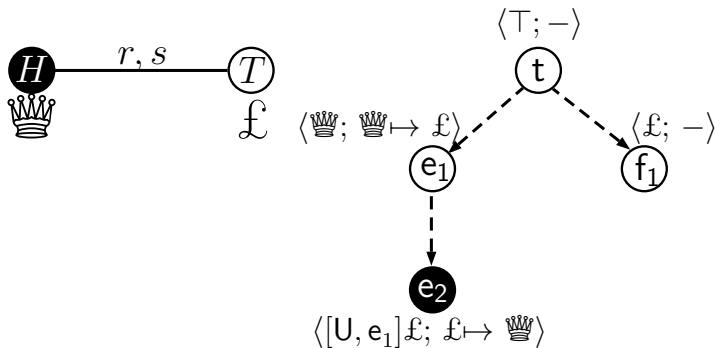 ⟨⊤; −⟩
H r, s T t
♛ £
⟨♛; ♛ ↦ £⟩ ⟨£; −⟩
e₁ f₁
e₂
⟨[U, e₁]£; £ ↦ ♛⟩